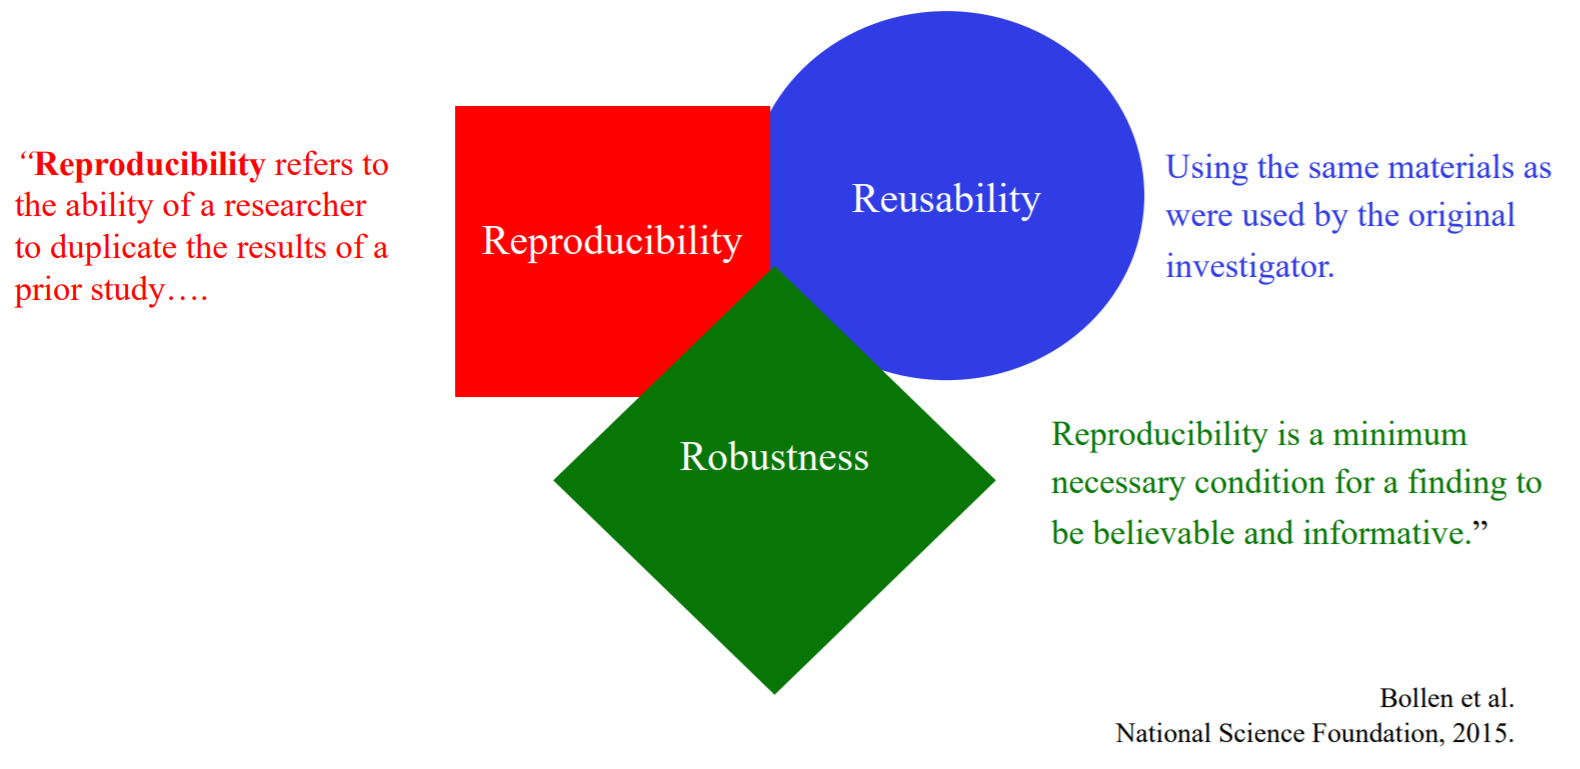 “Reproducibility refers to
the ability of a researcher
to duplicate the results of a
prior study….
Reproducibility
Reusability
Using the same materials as
were used by the original
investigator.
Robustness
Reproducibility is a minimum
necessary condition for a finding to
be believable and informative.”
Bollen et al.
National Science Foundation, 2015.